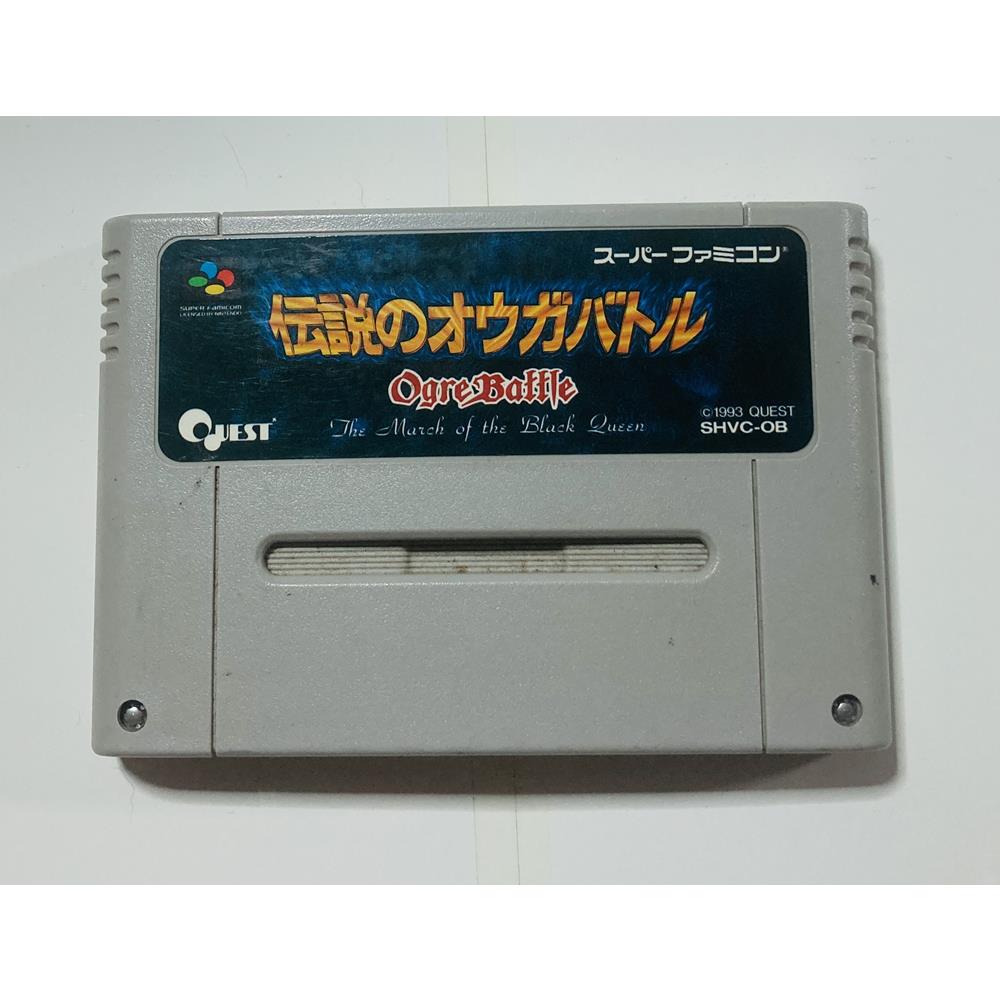 スーパーファミコン®
SUPER FAMICOM
LICENSED BY NINTENDO
伝説のオウガバトル
OgreBattle
QUEST®
The March of the Black Queen
©1993 QUEST
SHVC-OB